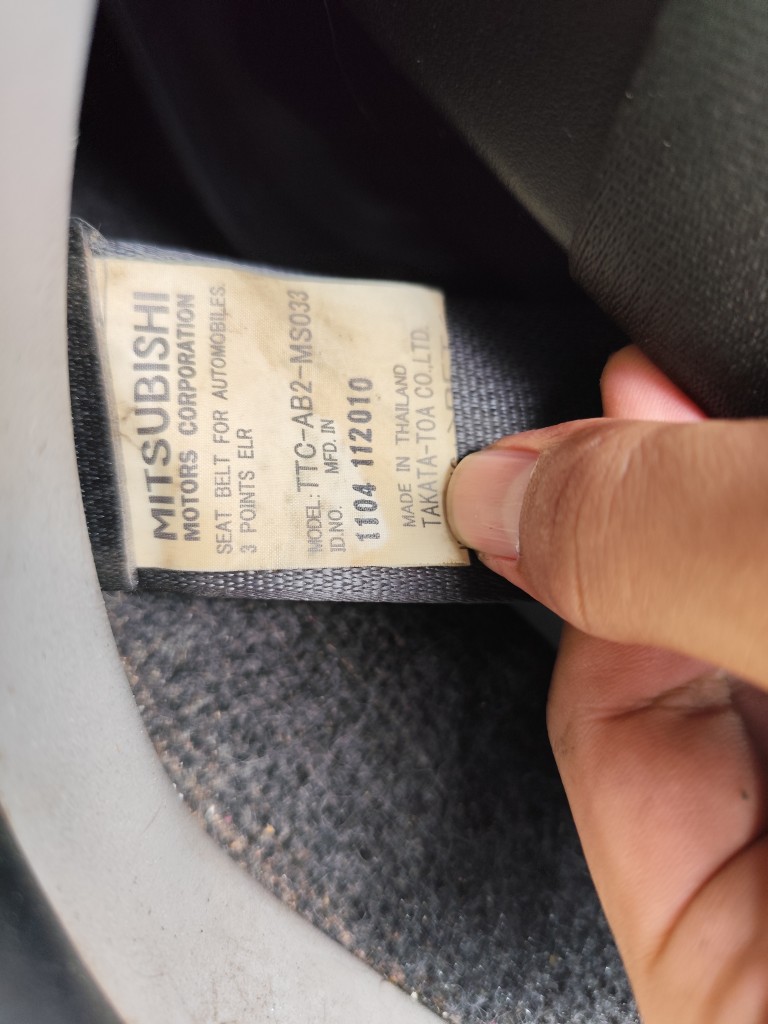 MITSUBISHI
MOTORS CORPORATION
SEAT BELT FOR AUTOMOBILES.
3 POINTS ELR
MODEL: TTC-AB2-MS033
ID.NO. MFD. IN
1104 112010
MADE IN THAILAND
TAKATA-TOA CO.,LTD.